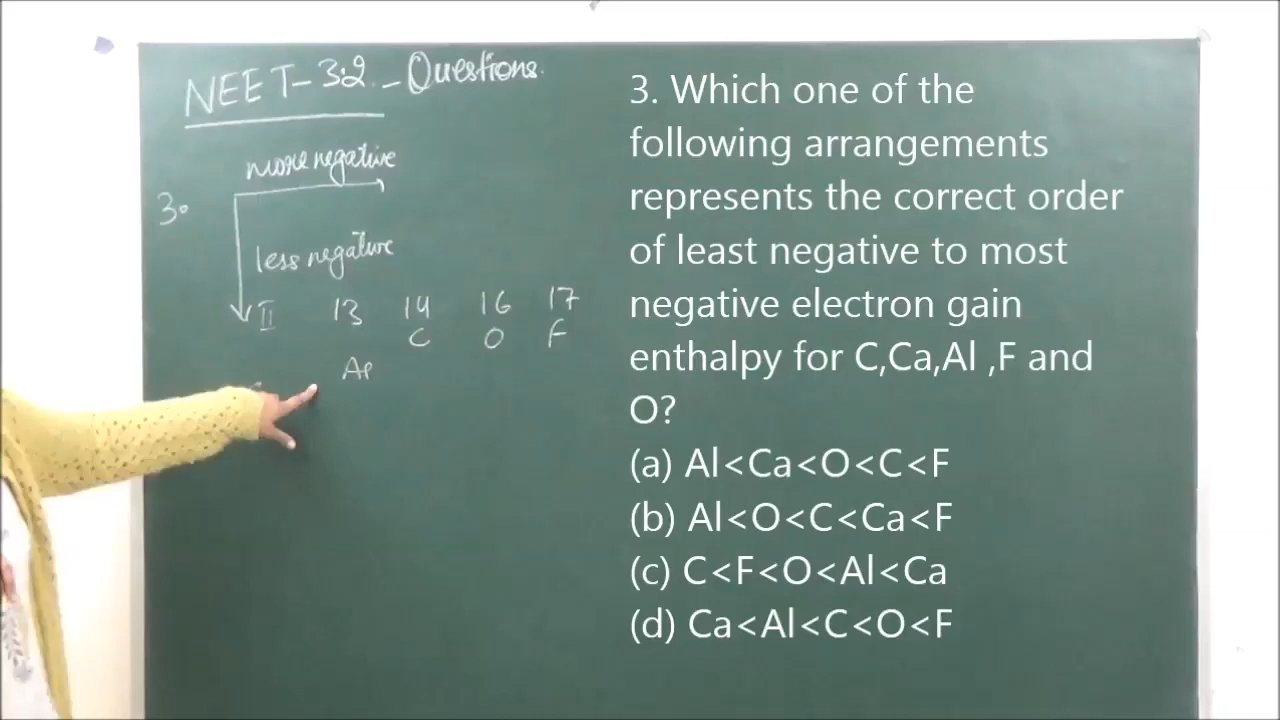 NEET-3.2 - Questions.
more negative
3.
less negative
II 13 14 16 17
C O F
Al
3. Which one of the
following arrangements
represents the correct order
of least negative to most
negative electron gain
enthalpy for C,Ca,Al ,F and
O?
(a) Al<Ca<O<C<F
(b) Al<O<C<Ca<F
(c) C<F<O<Al<Ca
(d) Ca<Al<C<O<F